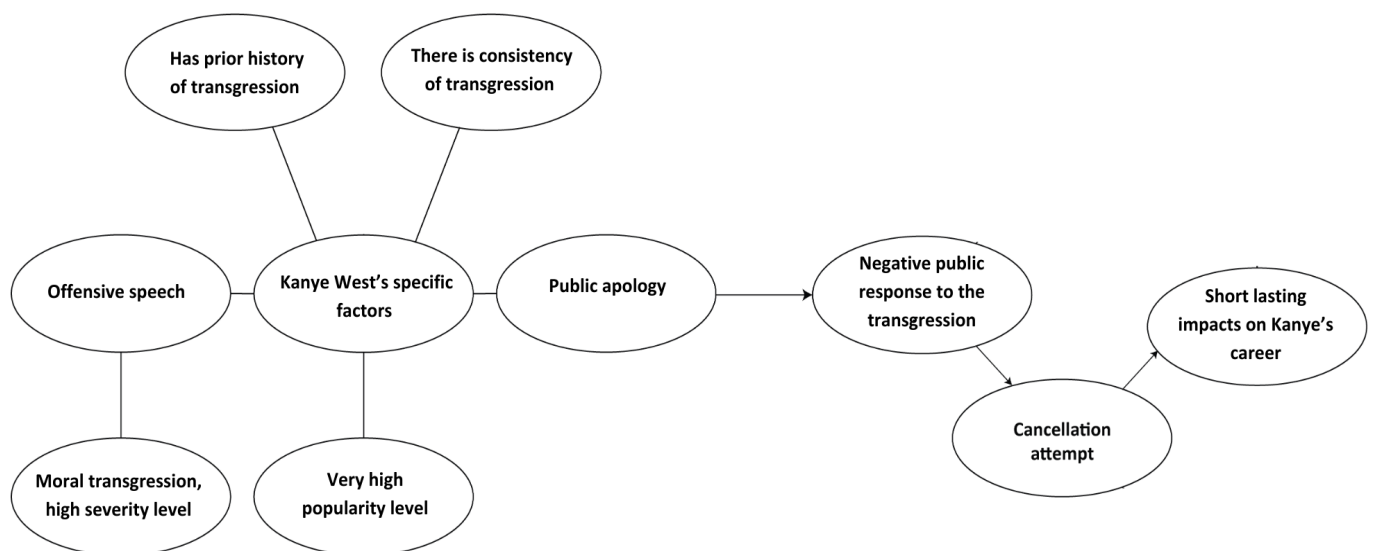 Has prior history
of transgression
There is consistency
of transgression
Offensive speech
Kanye West’s specific
factors
Public apology
Negative public
response to the
transgression
Short lasting
impacts on Kanye’s
career
Cancellation
attempt
Moral transgression,
high severity level
Very high
popularity level